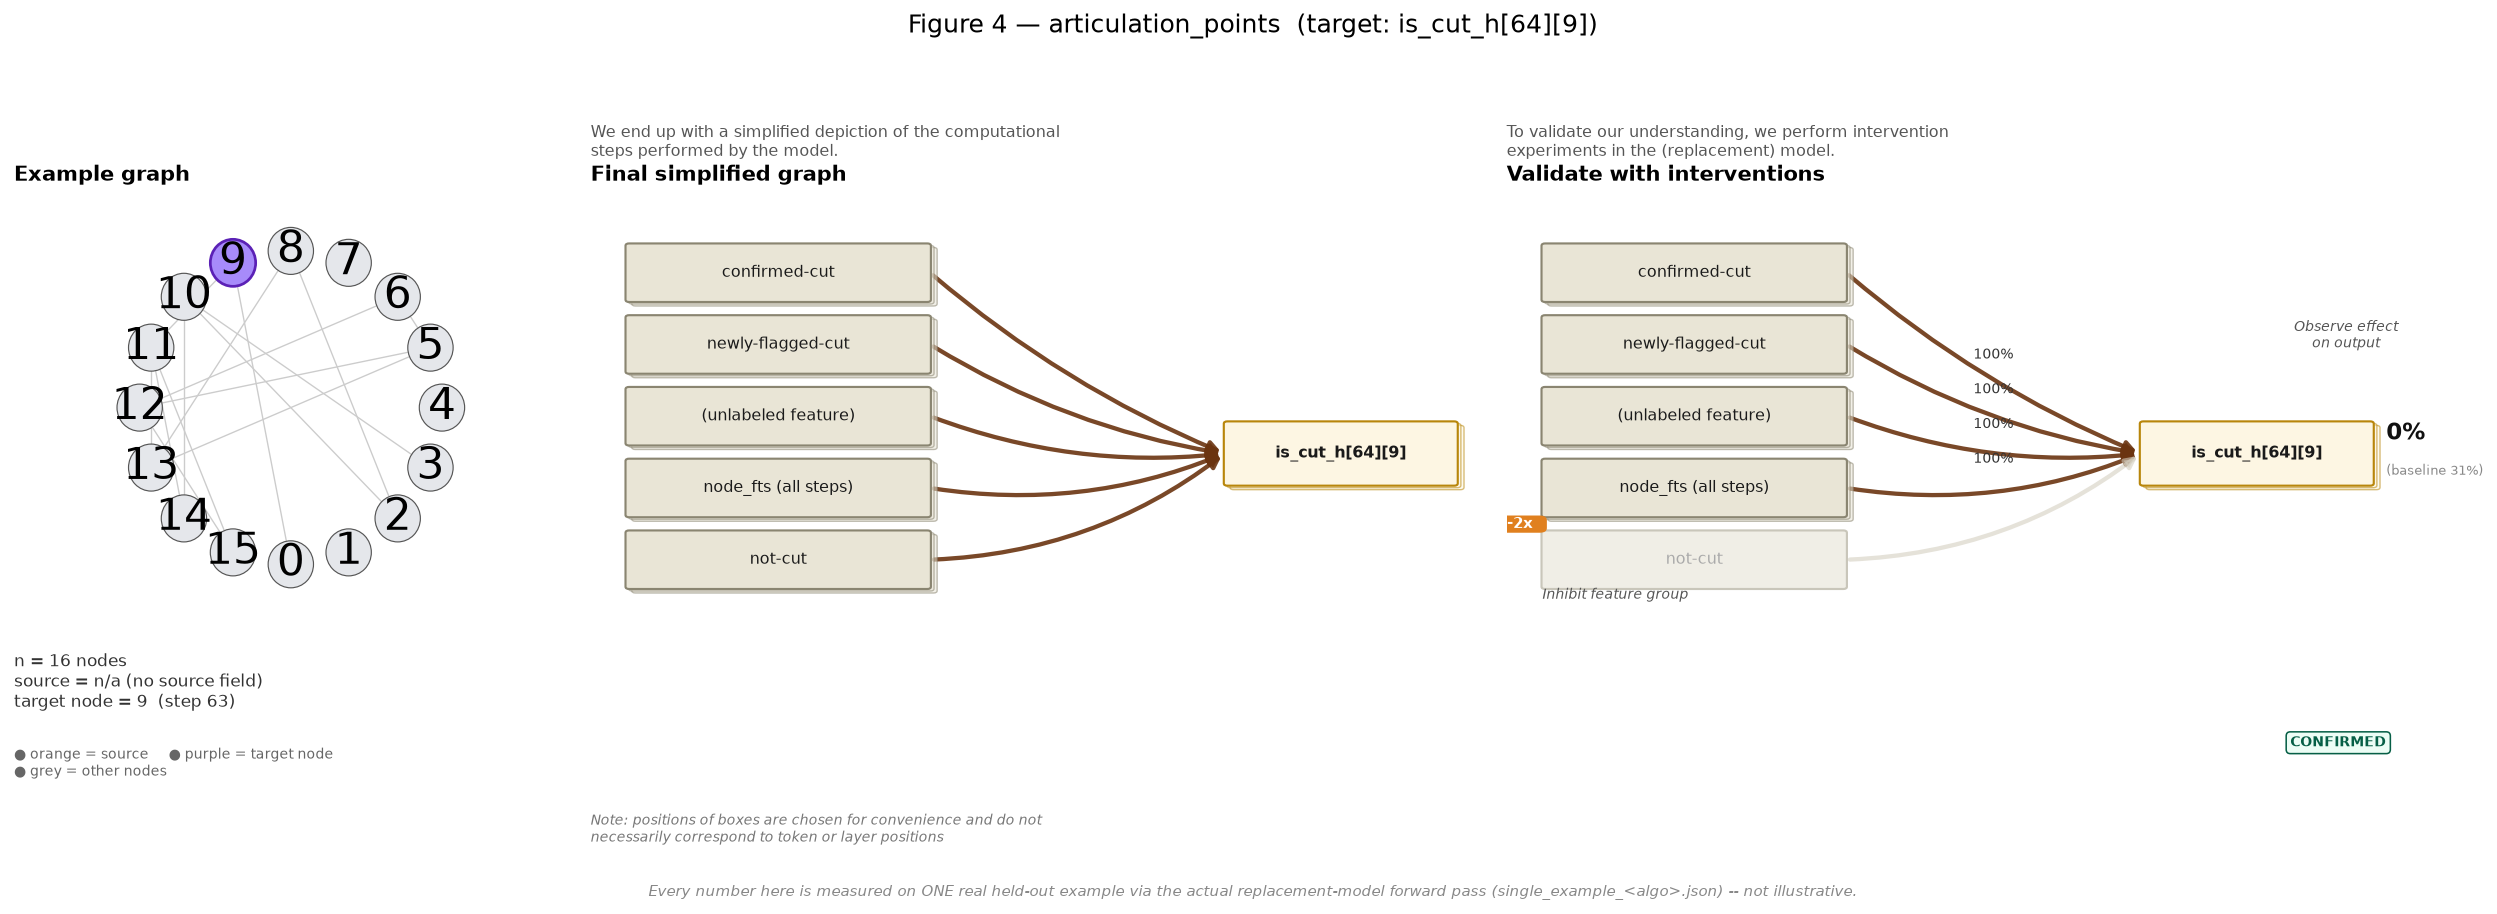 Figure 4 — articulation_points  (target: is_cut_h[64][9])
Example graph
9
8
7
10
6
11
5
12
4
13
3
14
2
15
1
0
n = 16 nodes
source = n/a (no source field)
target node = 9  (step 63)
● orange = source
● purple = target node
● grey = other nodes
We end up with a simplified depiction of the computational
steps performed by the model.
Final simplified graph
confirmed-cut
newly-flagged-cut
(unlabeled feature)
node_fts (all steps)
not-cut
is_cut_h[64][9]
Note: positions of boxes are chosen for convenience and do not
necessarily correspond to token or layer positions
To validate our understanding, we perform intervention
experiments in the (replacement) model.
Validate with interventions
confirmed-cut
newly-flagged-cut
(unlabeled feature)
node_fts (all steps)
-2x
not-cut
Inhibit feature group
100%
100%
100%
100%
is_cut_h[64][9]
Observe effect
on output
0%
(baseline 31%)
CONFIRMED
Every number here is measured on ONE real held-out example via the actual replacement-model forward pass (single_example_<algo>.json) -- not illustrative.